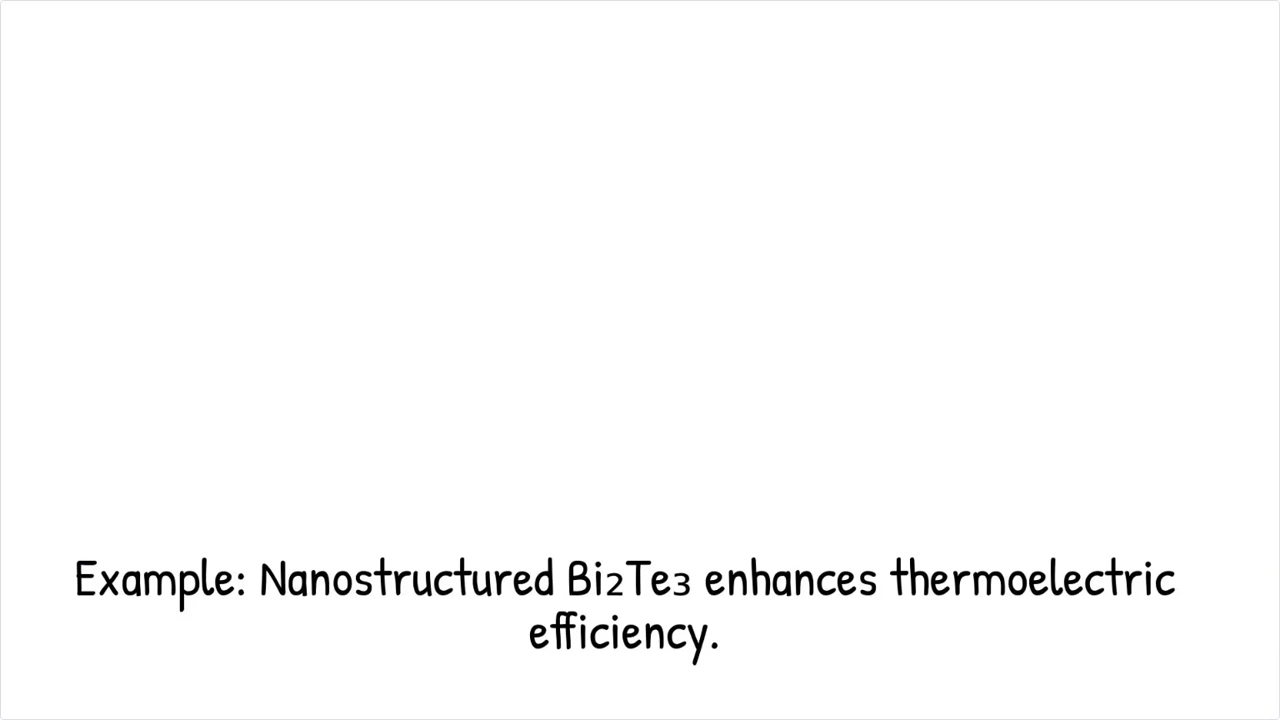 Example: Nanostructured Bi₂Te₃ enhances thermoelectric
efficiency.